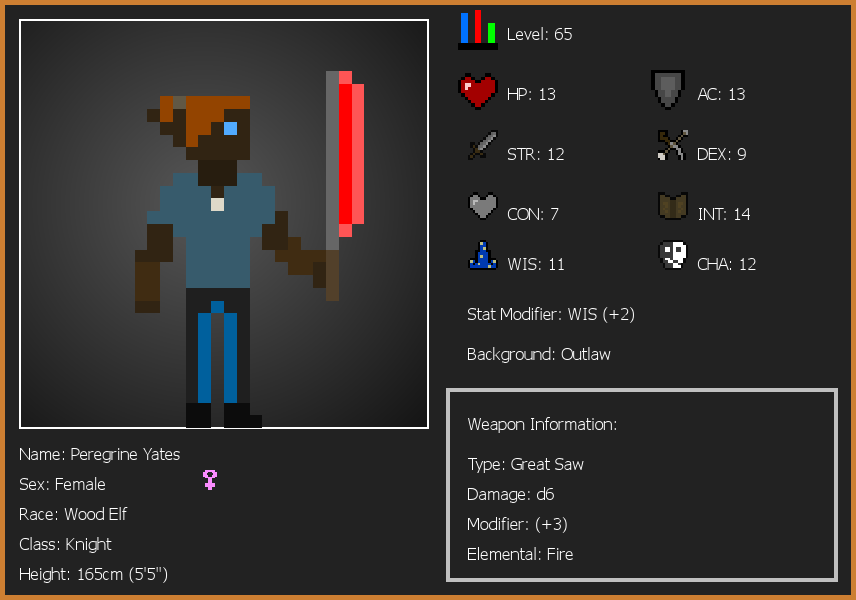 Level: 65
HP: 13
AC: 13
STR: 12
DEX: 9
CON: 7
INT: 14
WIS: 11
CHA: 12
Stat Modifier: WIS (+2)
Background: Outlaw
Weapon Information:
Type: Great Saw
Damage: d6
Modifier: (+3)
Elemental: Fire
Name: Peregrine Yates
Sex: Female
Race: Wood Elf
Class: Knight
Height: 165cm (5'5")